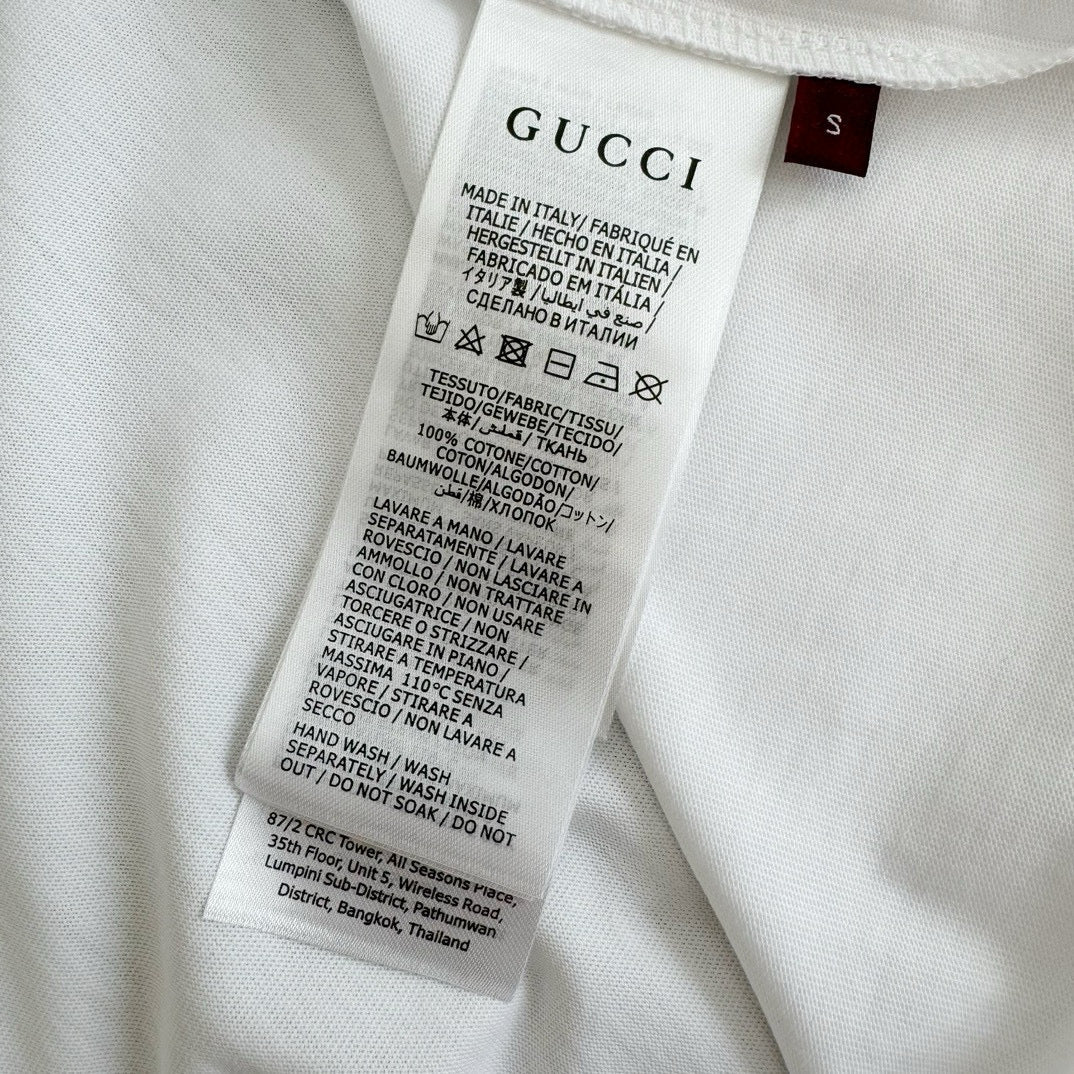 GUCCI
S
MADE IN ITALY/ FABRIQUÉ EN
ITALIE / HECHO EN ITALIA /
HERGESTELLT IN ITALIEN /
FABRICADO EM ITÁLIA /
イタリア製 / صنع في ايطاليا /
СДЕЛАНО В ИТАЛИИ
TESSUTO/FABRIC/TISSU/
TEJIDO/GEWEBE/TECIDO/
本体/قماش/ ТКАНЬ
100% COTONE/COTTON/
COTON/ALGODON/
BAUMWOLLE/ALGODÃO/コットン/
قطن/棉/ХЛОПОК
LAVARE A MANO / LAVARE
SEPARATAMENTE / LAVARE A
ROVESCIO / NON LASCIARE IN
AMMOLLO / NON TRATTARE
CON CLORO / NON USARE
ASCIUGATRICE / NON
TORCERE O STRIZZARE /
ASCIUGARE IN PIANO /
STIRARE A TEMPERATURA
MASSIMA 110°C SENZA
VAPORE / STIRARE A
ROVESCIO / NON LAVARE A
SECCO
HAND WASH / WASH
SEPARATELY / WASH INSIDE
OUT / DO NOT SOAK / DO NOT
87/2 CRC Tower, All Seasons Place,
35th Floor, Unit 5, Wireless Road,
Lumpini Sub-District, Pathumwan
District, Bangkok, Thailand